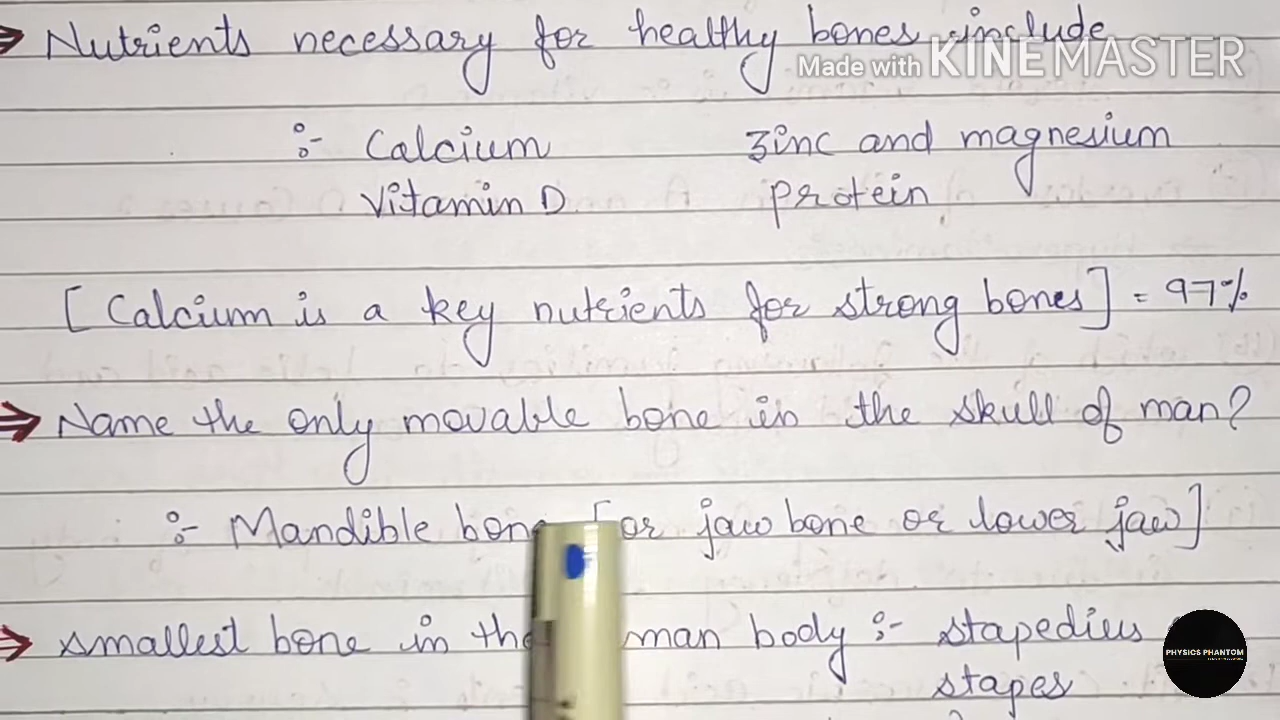 ⇒ Nutrients necessary for healthy bones include
Made with KINEMASTER
:- Calcium Zinc and magnesium
Vitamin D. protein
[Calcium is a key nutrients for strong bones] = 97%
⇒ Name the only movable bone in the skull of man?
:- Mandible bone [or jaw bone or lower jaw]
⇒ smallest bone in the man body :- stapedius
PHYSICS PHANTOM
stapes